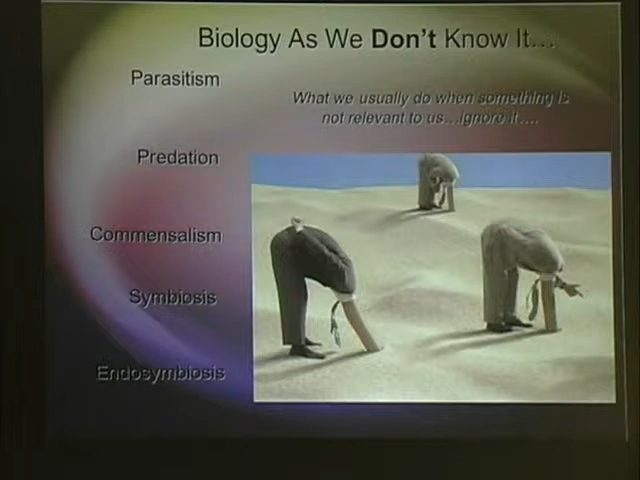 Biology As We Don't Know It...
Parasitism
What we usually do when something is
not relevant to us...ignore it....
Predation
Commensalism
Symbiosis
Endosymbiosis